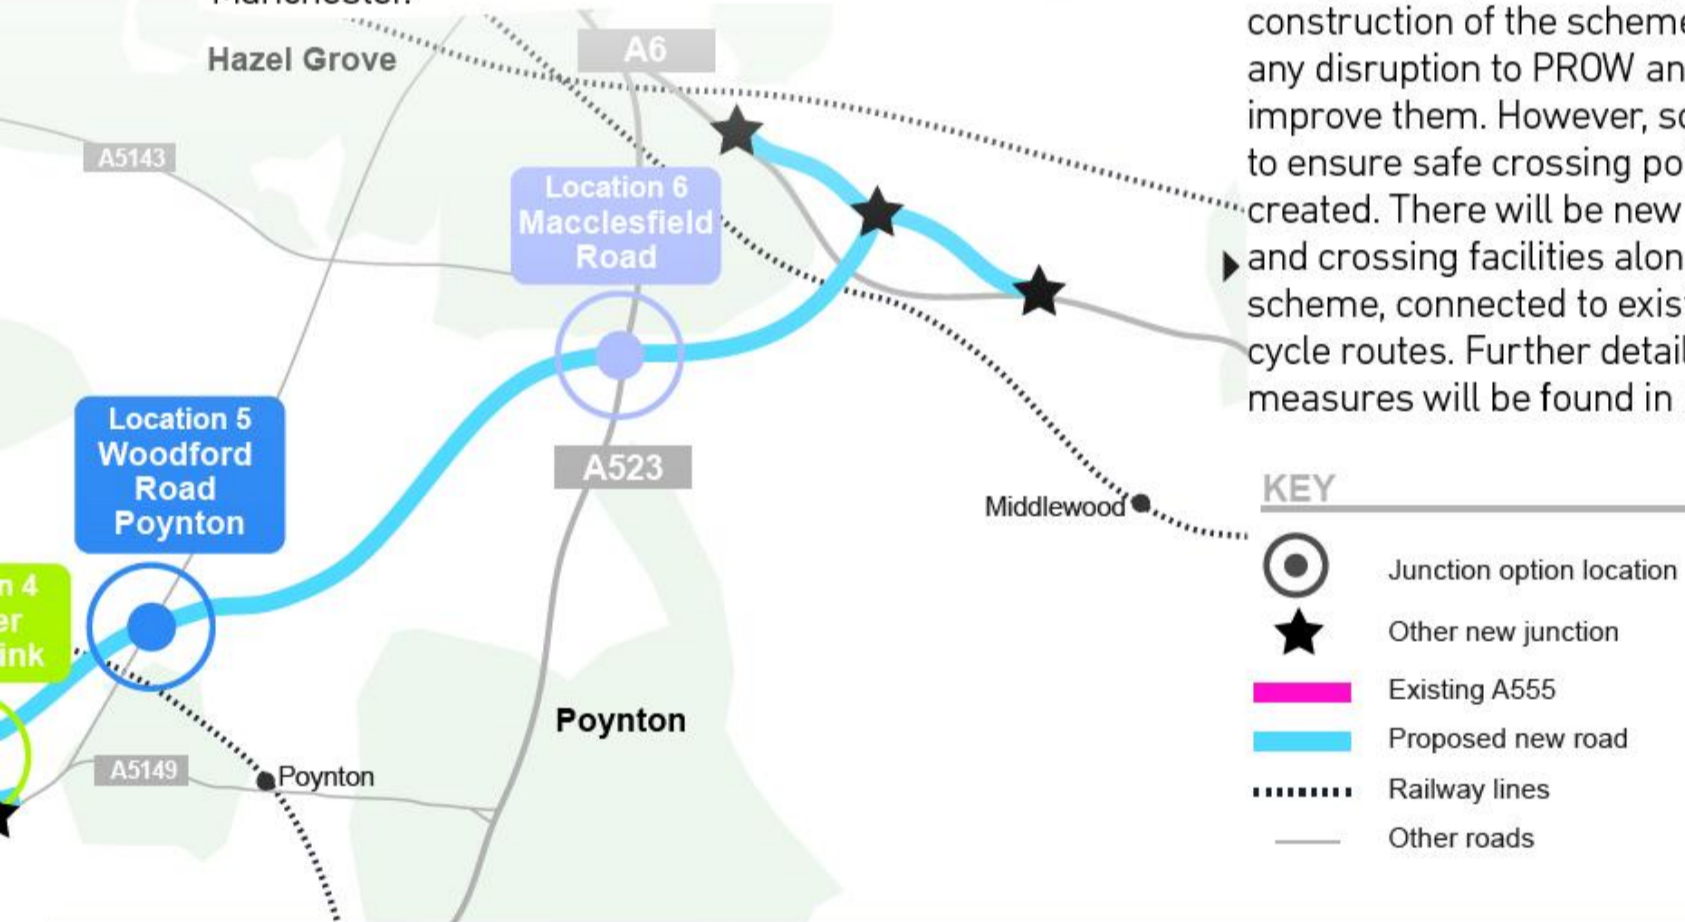 Hazel Grove
A6
A5143
Location 6
Macclesfield
Road
Location 5
Woodford
Road
Poynton
A523
Middlewood
Poynton
A5149
Poynton
construction of the scheme
any disruption to PROW an
improve them. However, so
to ensure safe crossing po
created. There will be new
and crossing facilities alon
scheme, connected to exis
cycle routes. Further detail
measures will be found in
KEY
Junction option location
Other new junction
Existing A555
Proposed new road
Railway lines
Other roads
n 4
er
ink